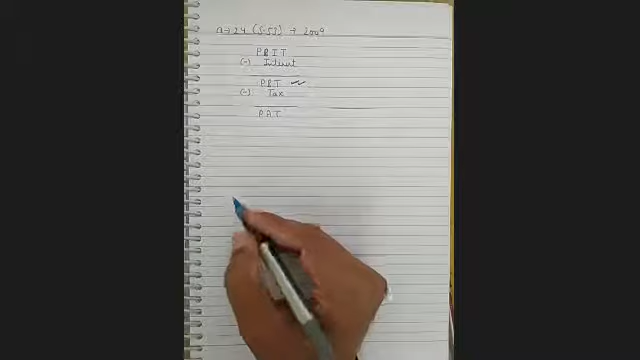 PBIT
(-) Interest
PBT
(-) Tax
PAT